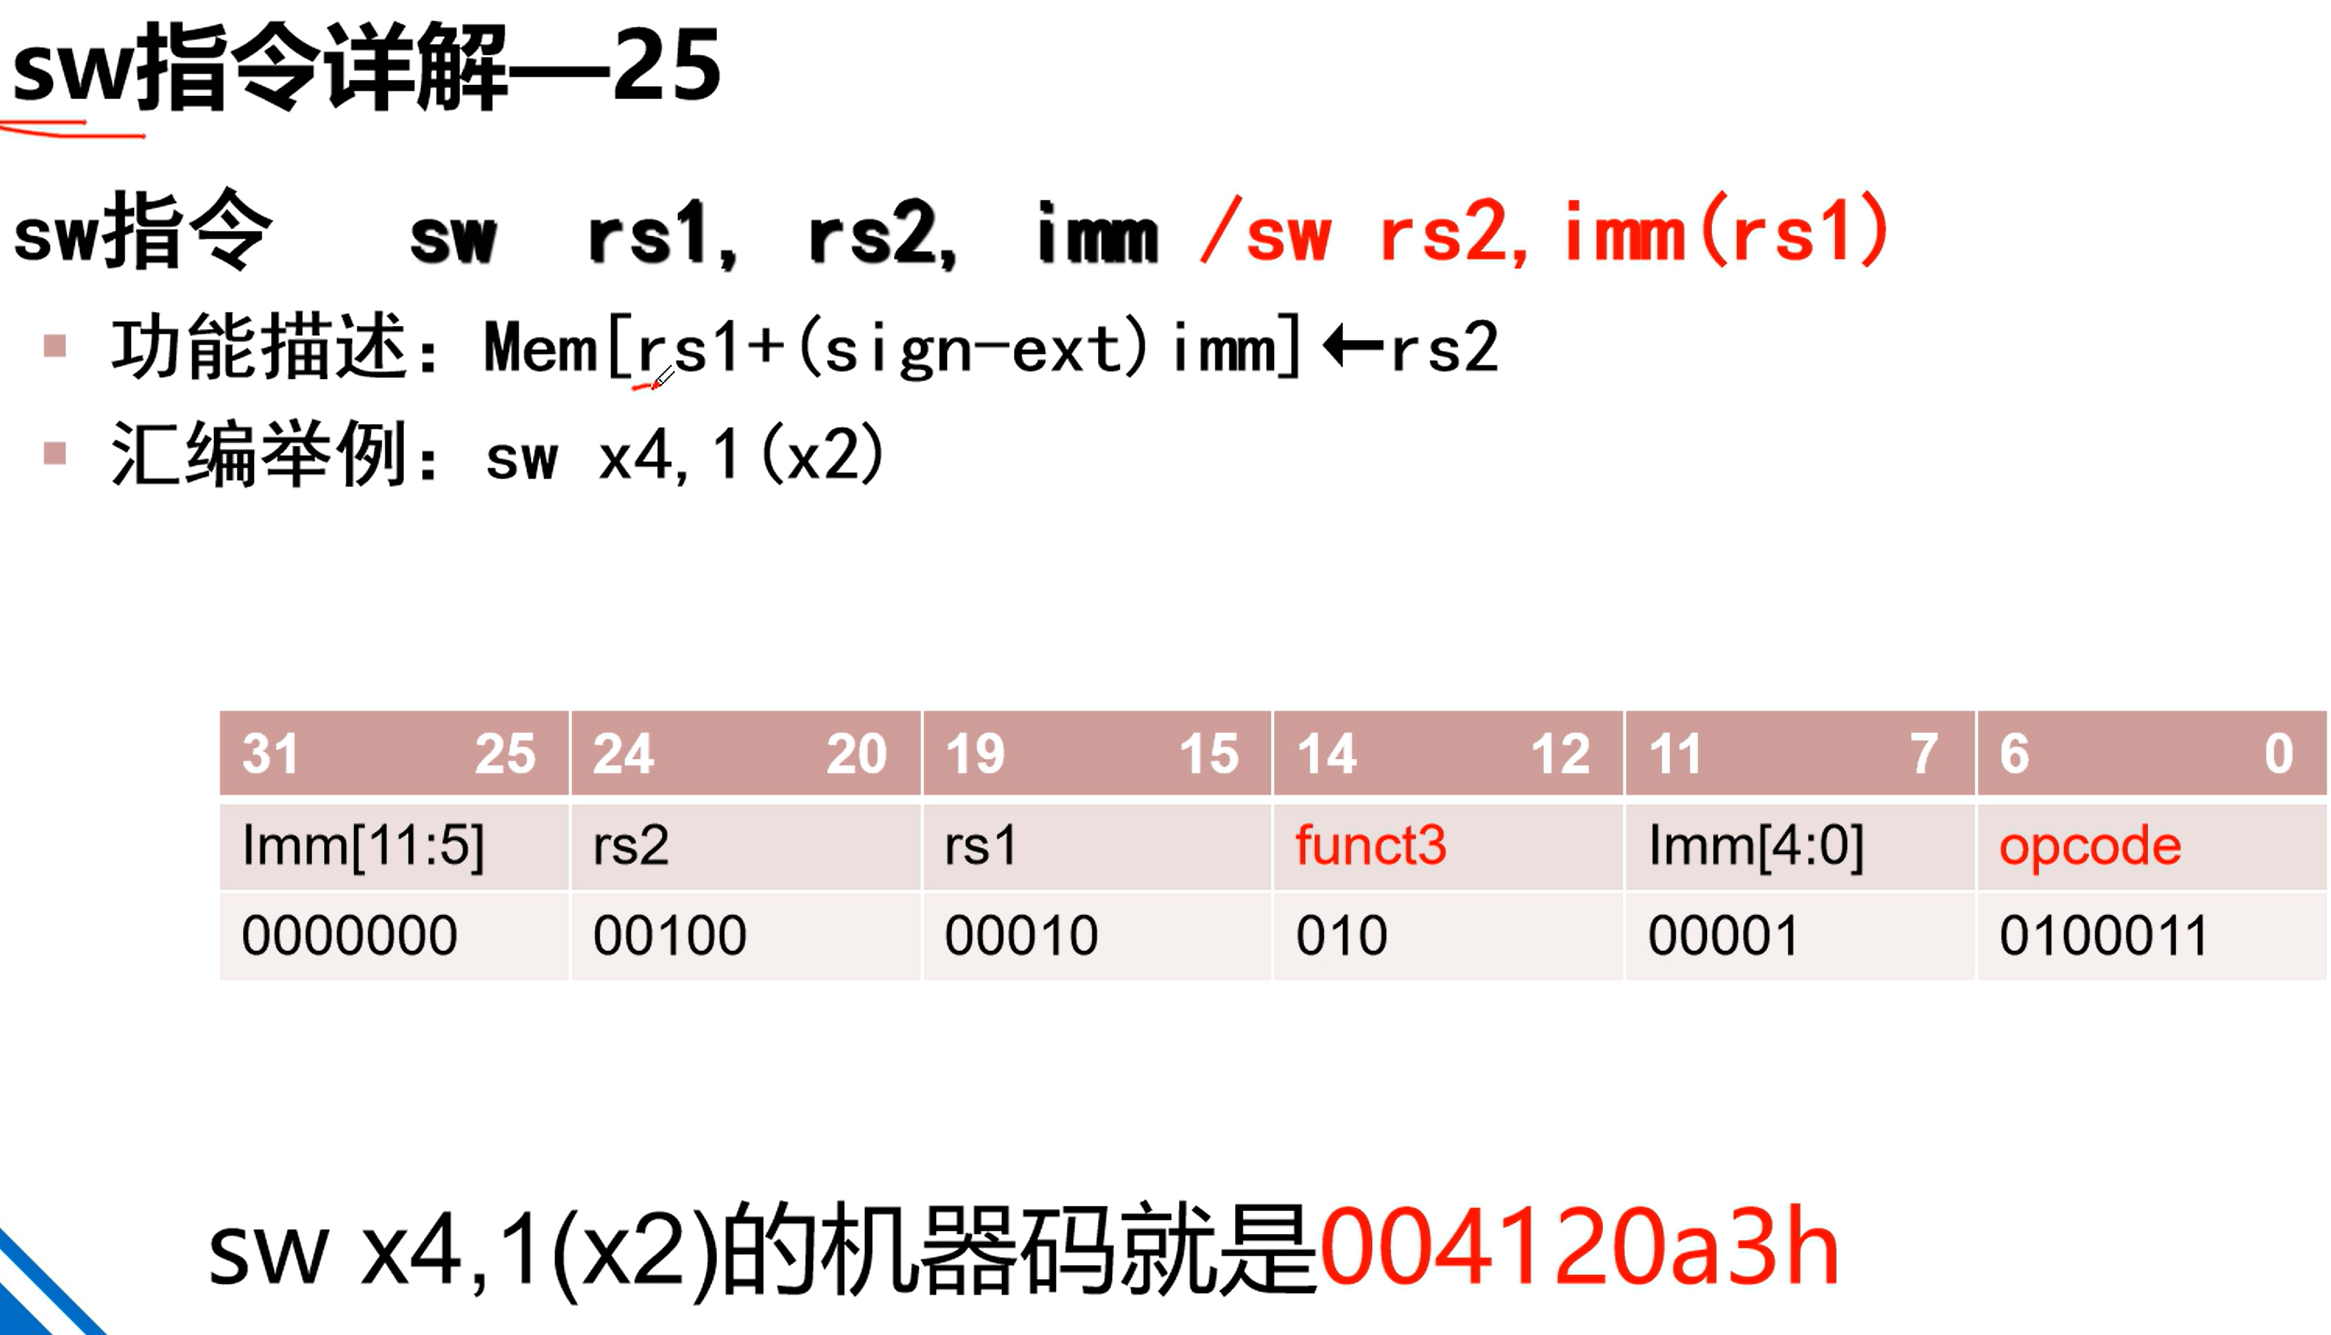 sw指令详解—25
sw指令 sw rs1, rs2, imm /sw rs2,imm(rs1)
功能描述：Mem[rs1+(sign-ext)imm]←rs2
汇编举例：sw x4,1(x2)
31 25 24 20 19 15 14 12 11 7 6 0
Imm[11:5] rs2 rs1 funct3 Imm[4:0] opcode
0000000 00100 00010 010 00001 0100011
sw x4,1(x2)的机器码就是004120a3h